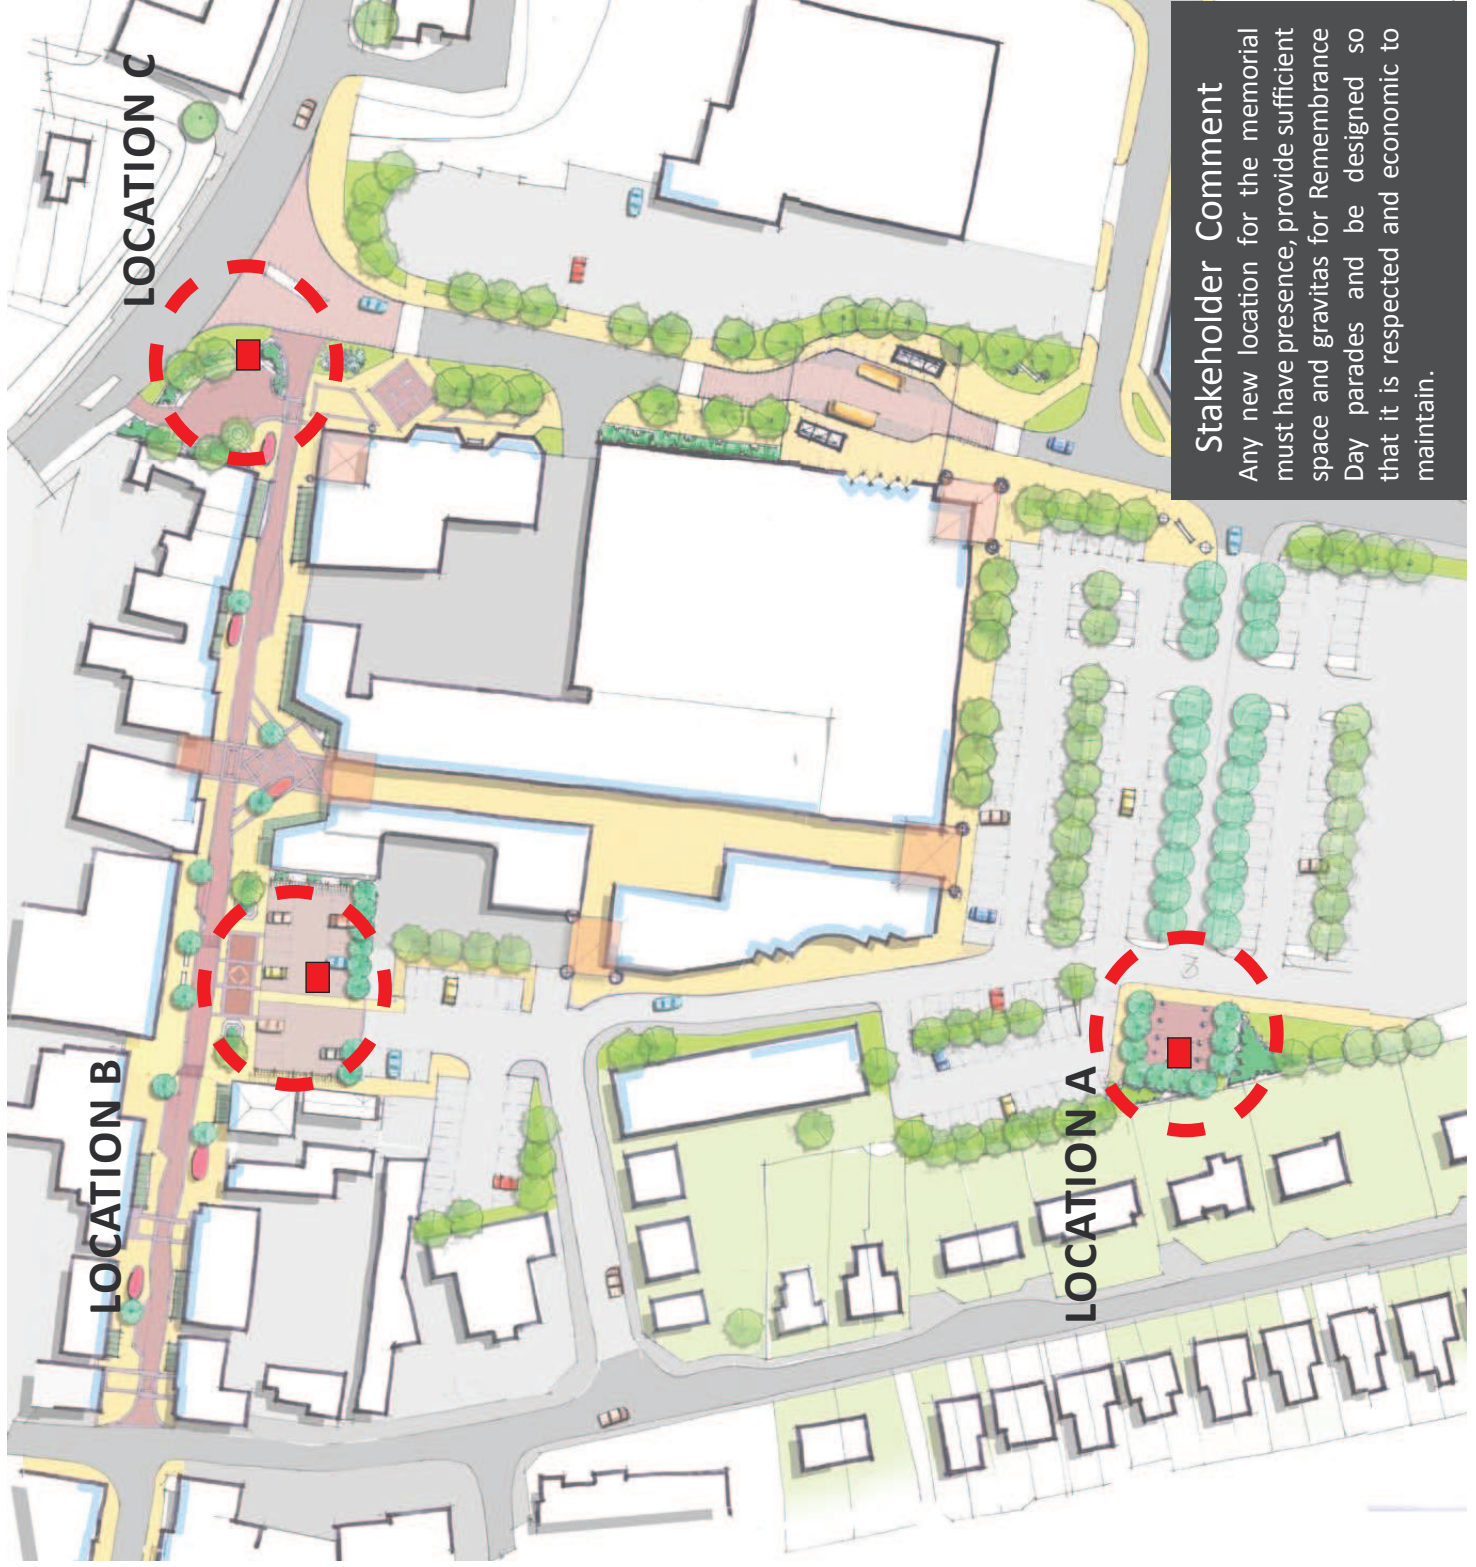 LOCATION C
LOCATION B
LOCATION A
Stakeholder Comment
Any new location for the memorial
must have presence, provide sufficient
space and gravitas for Remembrance
Day parades and be designed so
that it is respected and economic to
maintain.